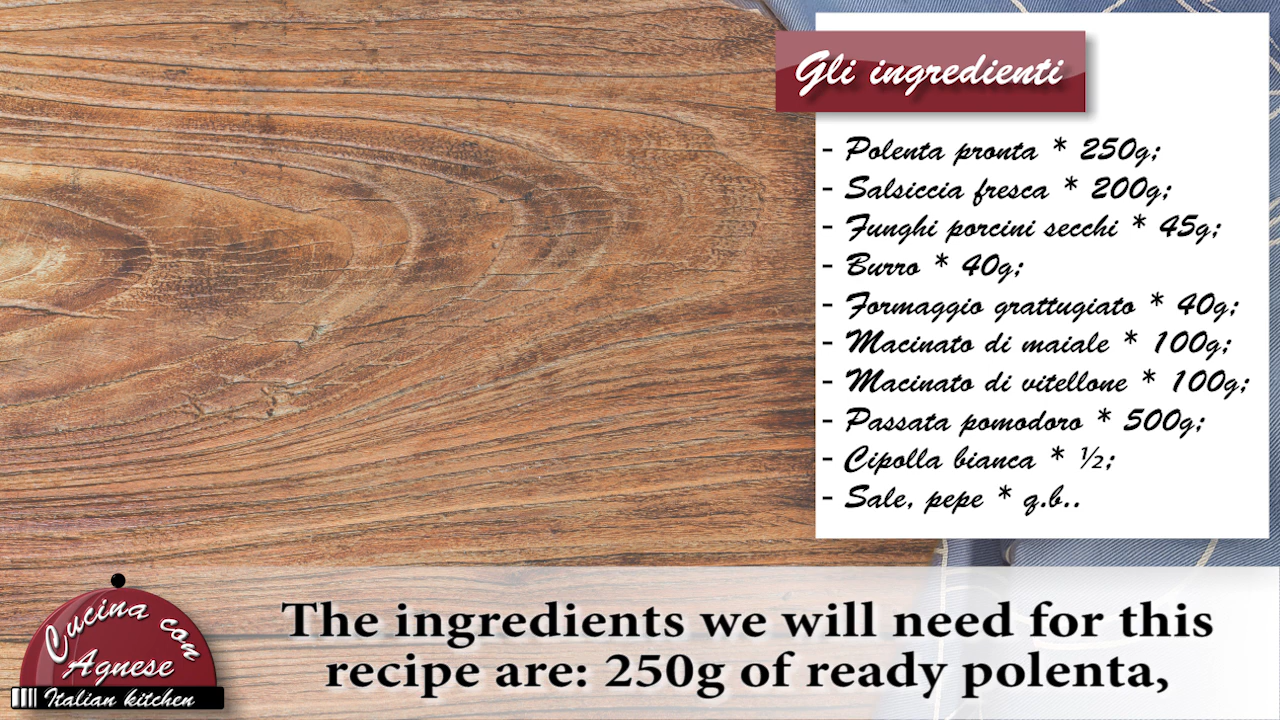 Gli ingredienti
- Polenta pronta * 250g;
- Salsiccia fresca * 200g;
- Funghi porcini secchi * 45g;
- Burro * 40g;
- Formaggio grattugiato * 40g;
- Macinato di maiale * 100g;
- Macinato di vitellone * 100g;
- Passata pomodoro * 500g;
- Cipolla bianca * ½;
- Sale, pepe * q.b..
Cucina con
Agnese
Italian kitchen
The ingredients we will need for this
recipe are: 250g of ready polenta,